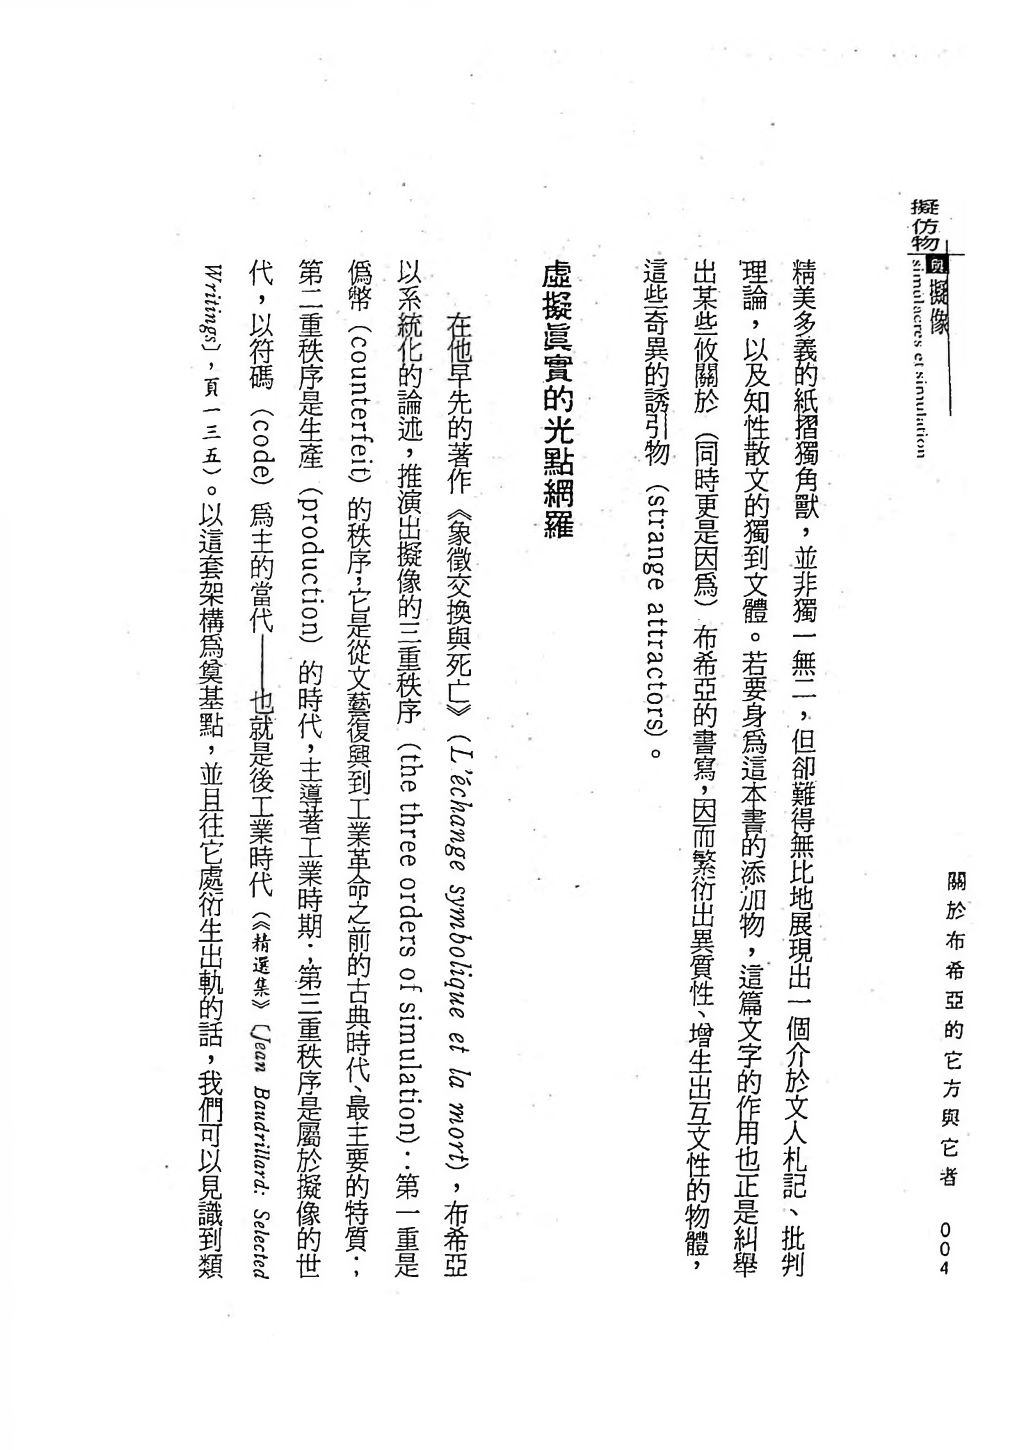 擬仿物與擬像
simulacres et simulation
關於布希亞的它方與它者 004
精美多義的紙摺獨角獸，並非獨一無二，但卻難得無比地展現出一個介於文人札記、批判
理論，以及知性散文的獨到文體。若要身爲這本書的添加物，這篇文字的作用也正是糾舉
出某些攸關於（同時更是因爲）布希亞的書寫，因而繁衍出異質性、增生出互文性的物體，
這些奇異的誘引物（strange attractors）。
虛擬眞實的光點網羅
在他早先的著作《象徵交換與死亡》（L'échange symbolique et la mort），布希亞
以系統化的論述，推演出擬像的三重秩序（the three orders of simulation）：第一重是
僞幣（counterfeit）的秩序，它是從文藝復興到工業革命之前的古典時代、最主要的特質；
第二重秩序是生產（production）的時代，主導著工業時期；第三重秩序是屬於擬像的世
代，以符碼（code）爲主的當代——也就是後工業時代（《精選集》〔Jean Baudrillard: Selected
Writings〕，頁一三五）。以這套架構爲奠基點，並且往它處衍生出軌的話，我們可以見識到類